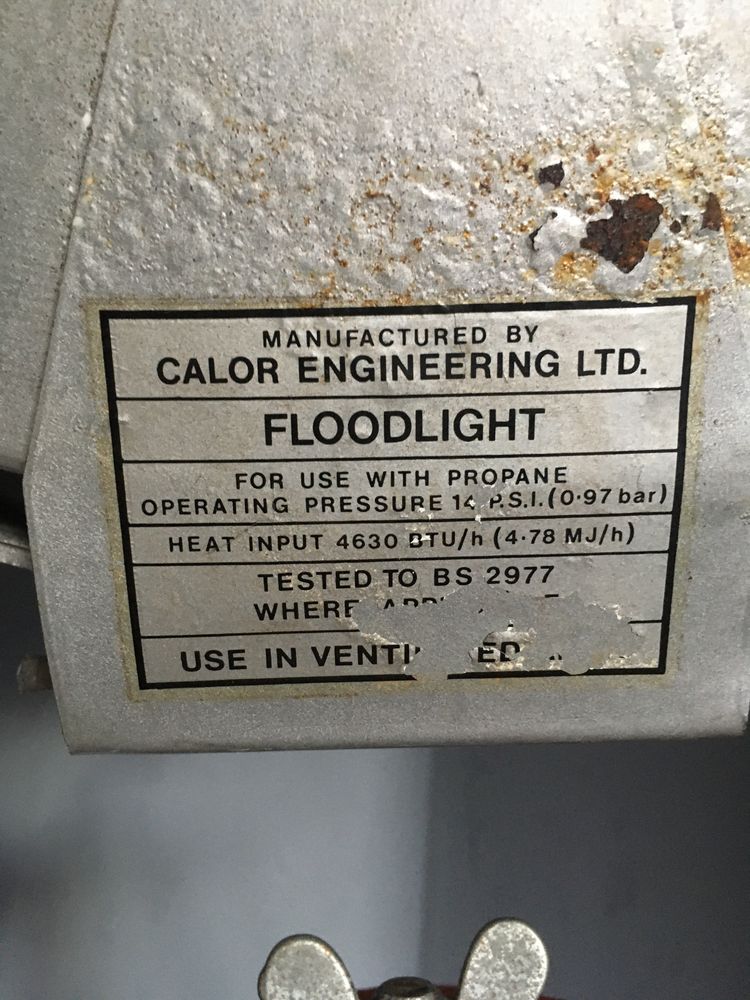 MANUFACTURED BY
CALOR ENGINEERING LTD.
FLOODLIGHT
FOR USE WITH PROPANE
OPERATING PRESSURE 14 P.S.I. (0·97 bar)
HEAT INPUT 4630 BTU/h (4·78 MJ/h)
TESTED TO BS 2977
WHERE
USE IN